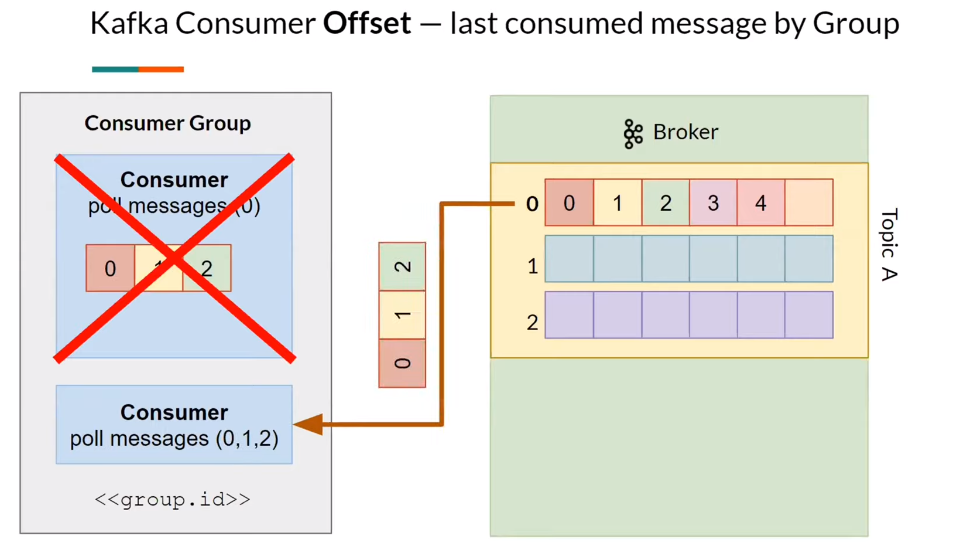 Kafka Consumer Offset — last consumed message by Group
Consumer Group
Consumer
poll messages (0)
0 1 2
Consumer
poll messages (0,1,2)
<<group.id>>
2
1
0
Broker
0 0 1 2 3 4
1
2
Topic A